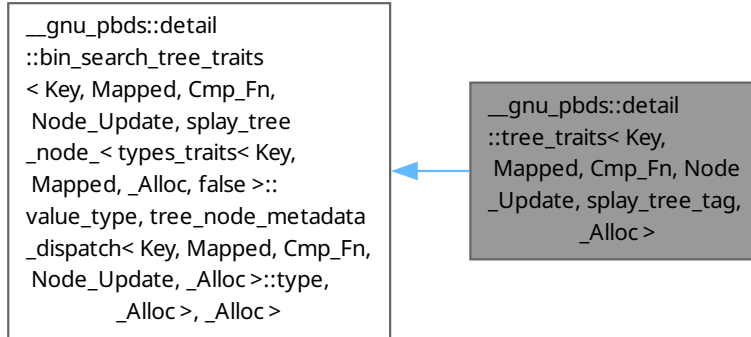 __gnu_pbds::detail
::bin_search_tree_traits
< Key, Mapped, Cmp_Fn,
Node_Update, splay_tree
_node_< types_traits< Key,
Mapped, _Alloc, false >::
value_type, tree_node_metadata
_dispatch< Key, Mapped, Cmp_Fn,
Node_Update, _Alloc >::type,
_Alloc >, _Alloc >
__gnu_pbds::detail
::tree_traits< Key,
Mapped, Cmp_Fn, Node
_Update, splay_tree_tag,
_Alloc >